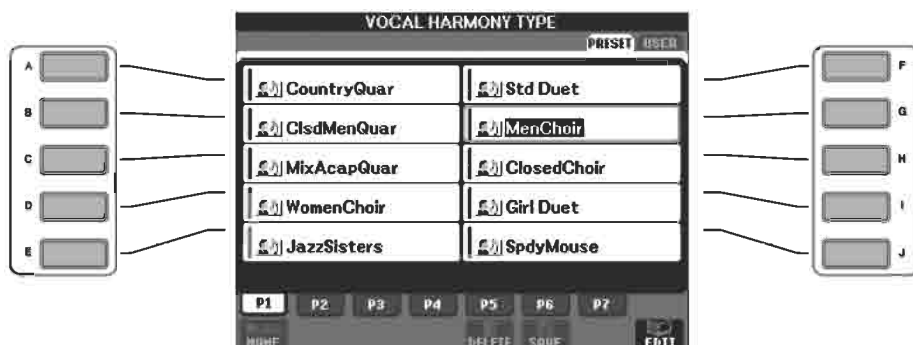 VOCAL HARMONY TYPE
PRESET USER
A CountryQuar Std Duet F
B ClsdMenQuar MenChoir G
C MixAcapQuar ClosedChoir H
D WomenChoir Girl Duet I
E JazzSisters SpdyMouse J
P1 P2 P3 P4 P5 P6 P7
NAME DELETE SAVE EDIT